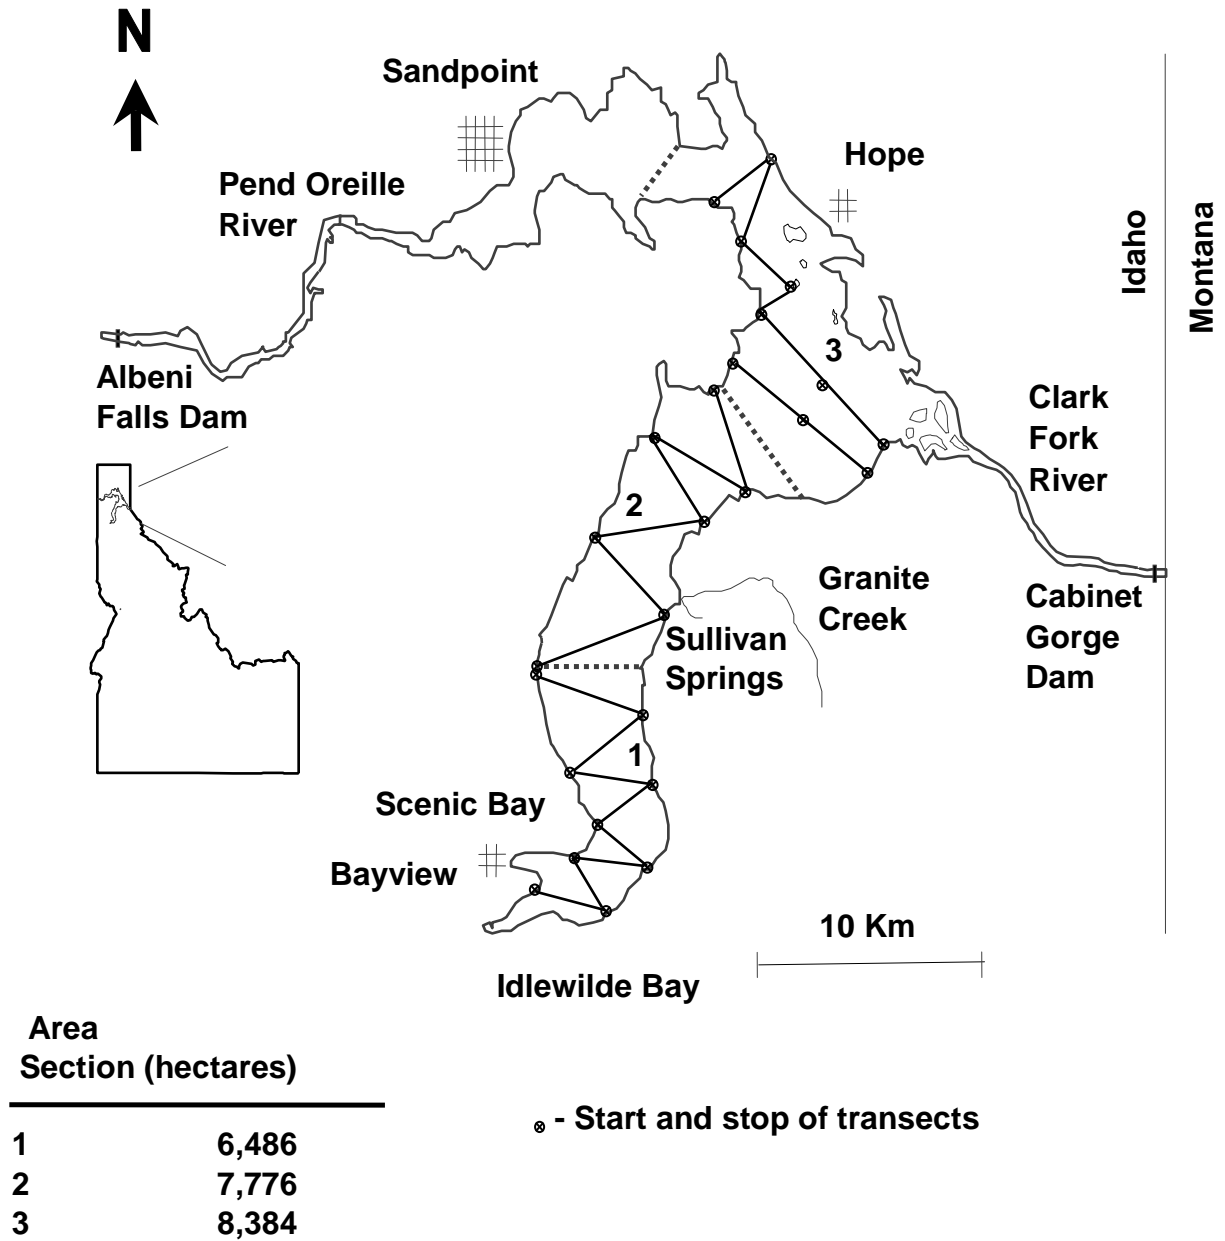 N
Sandpoint
Hope
Pend Oreille
River
Idaho
Montana
3
Albeni
Falls Dam
Clark
Fork
River
2
Granite
Creek
Cabinet
Gorge
Dam
Sullivan
Springs
1
Scenic Bay
Bayview
10 Km
Idlewilde Bay
Area
Section (hectares)
1 6,486
2 7,776
3 8,384
- Start and stop of transects